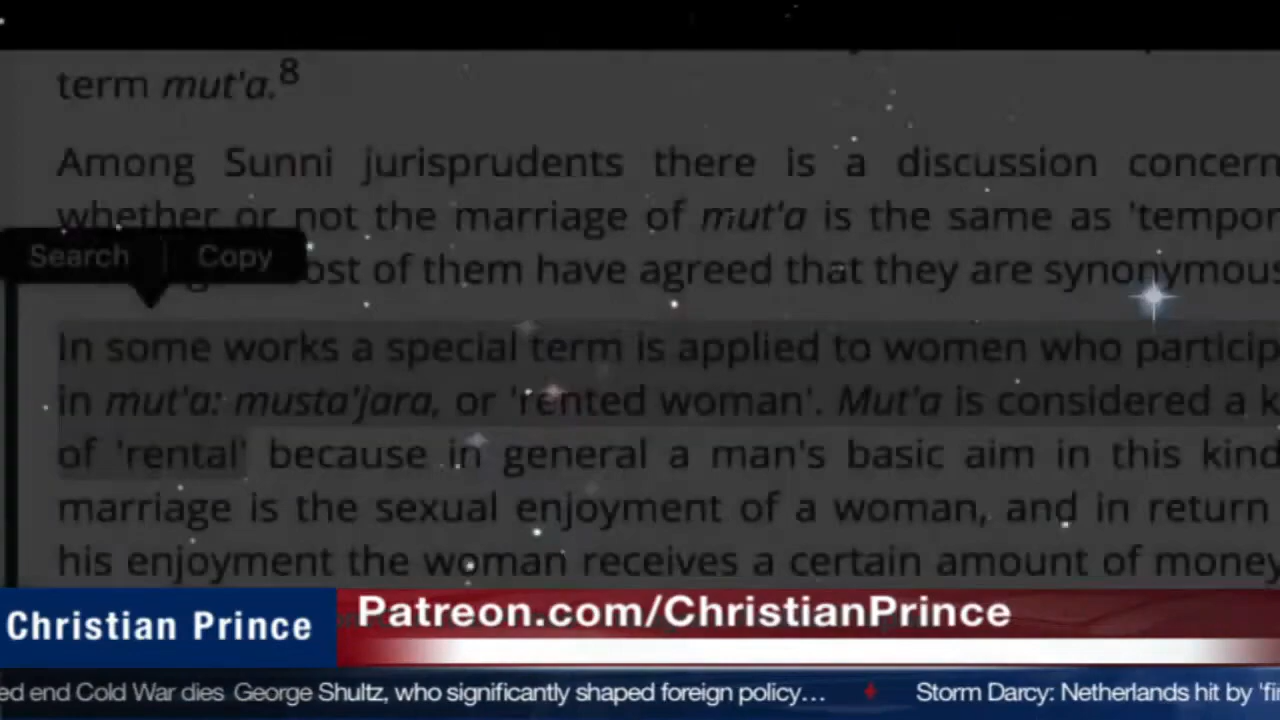 term mut'a.8
Among Sunni jurisprudents there is a discussion concern
whether or not the marriage of mut'a is the same as 'tempor
Search Copy
ost of them have agreed that they are synonymous
In some works a special term is applied to women who particip
in mut'a: musta'jara, or 'rented woman'. Mut'a is considered a k
of 'rental' because in general a man's basic aim in this kind
marriage is the sexual enjoyment of a woman, and in return
his enjoyment the woman receives a certain amount of money
Christian Prince
Patreon.com/ChristianPrince
ed end Cold War dies George Shultz, who significantly shaped foreign policy... Storm Darcy: Netherlands hit by 'fi